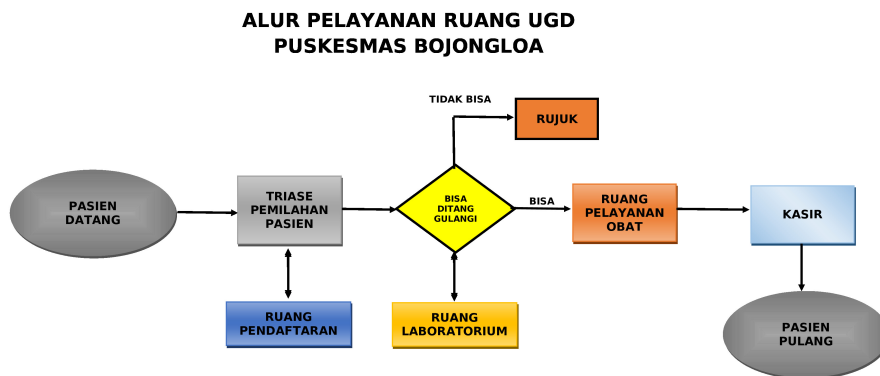 ALUR PELAYANAN RUANG UGD
PUSKESMAS BOJONGLOA
TIDAK BISA
RUJUK
PASIEN
DATANG
TRIASE
PEMILAHAN
PASIEN
BISA
DITANG
GULANGI
BISA
RUANG
PELAYANAN
OBAT
KASIR
RUANG
PENDAFTARAN
RUANG
LABORATORIUM
PASIEN
PULANG